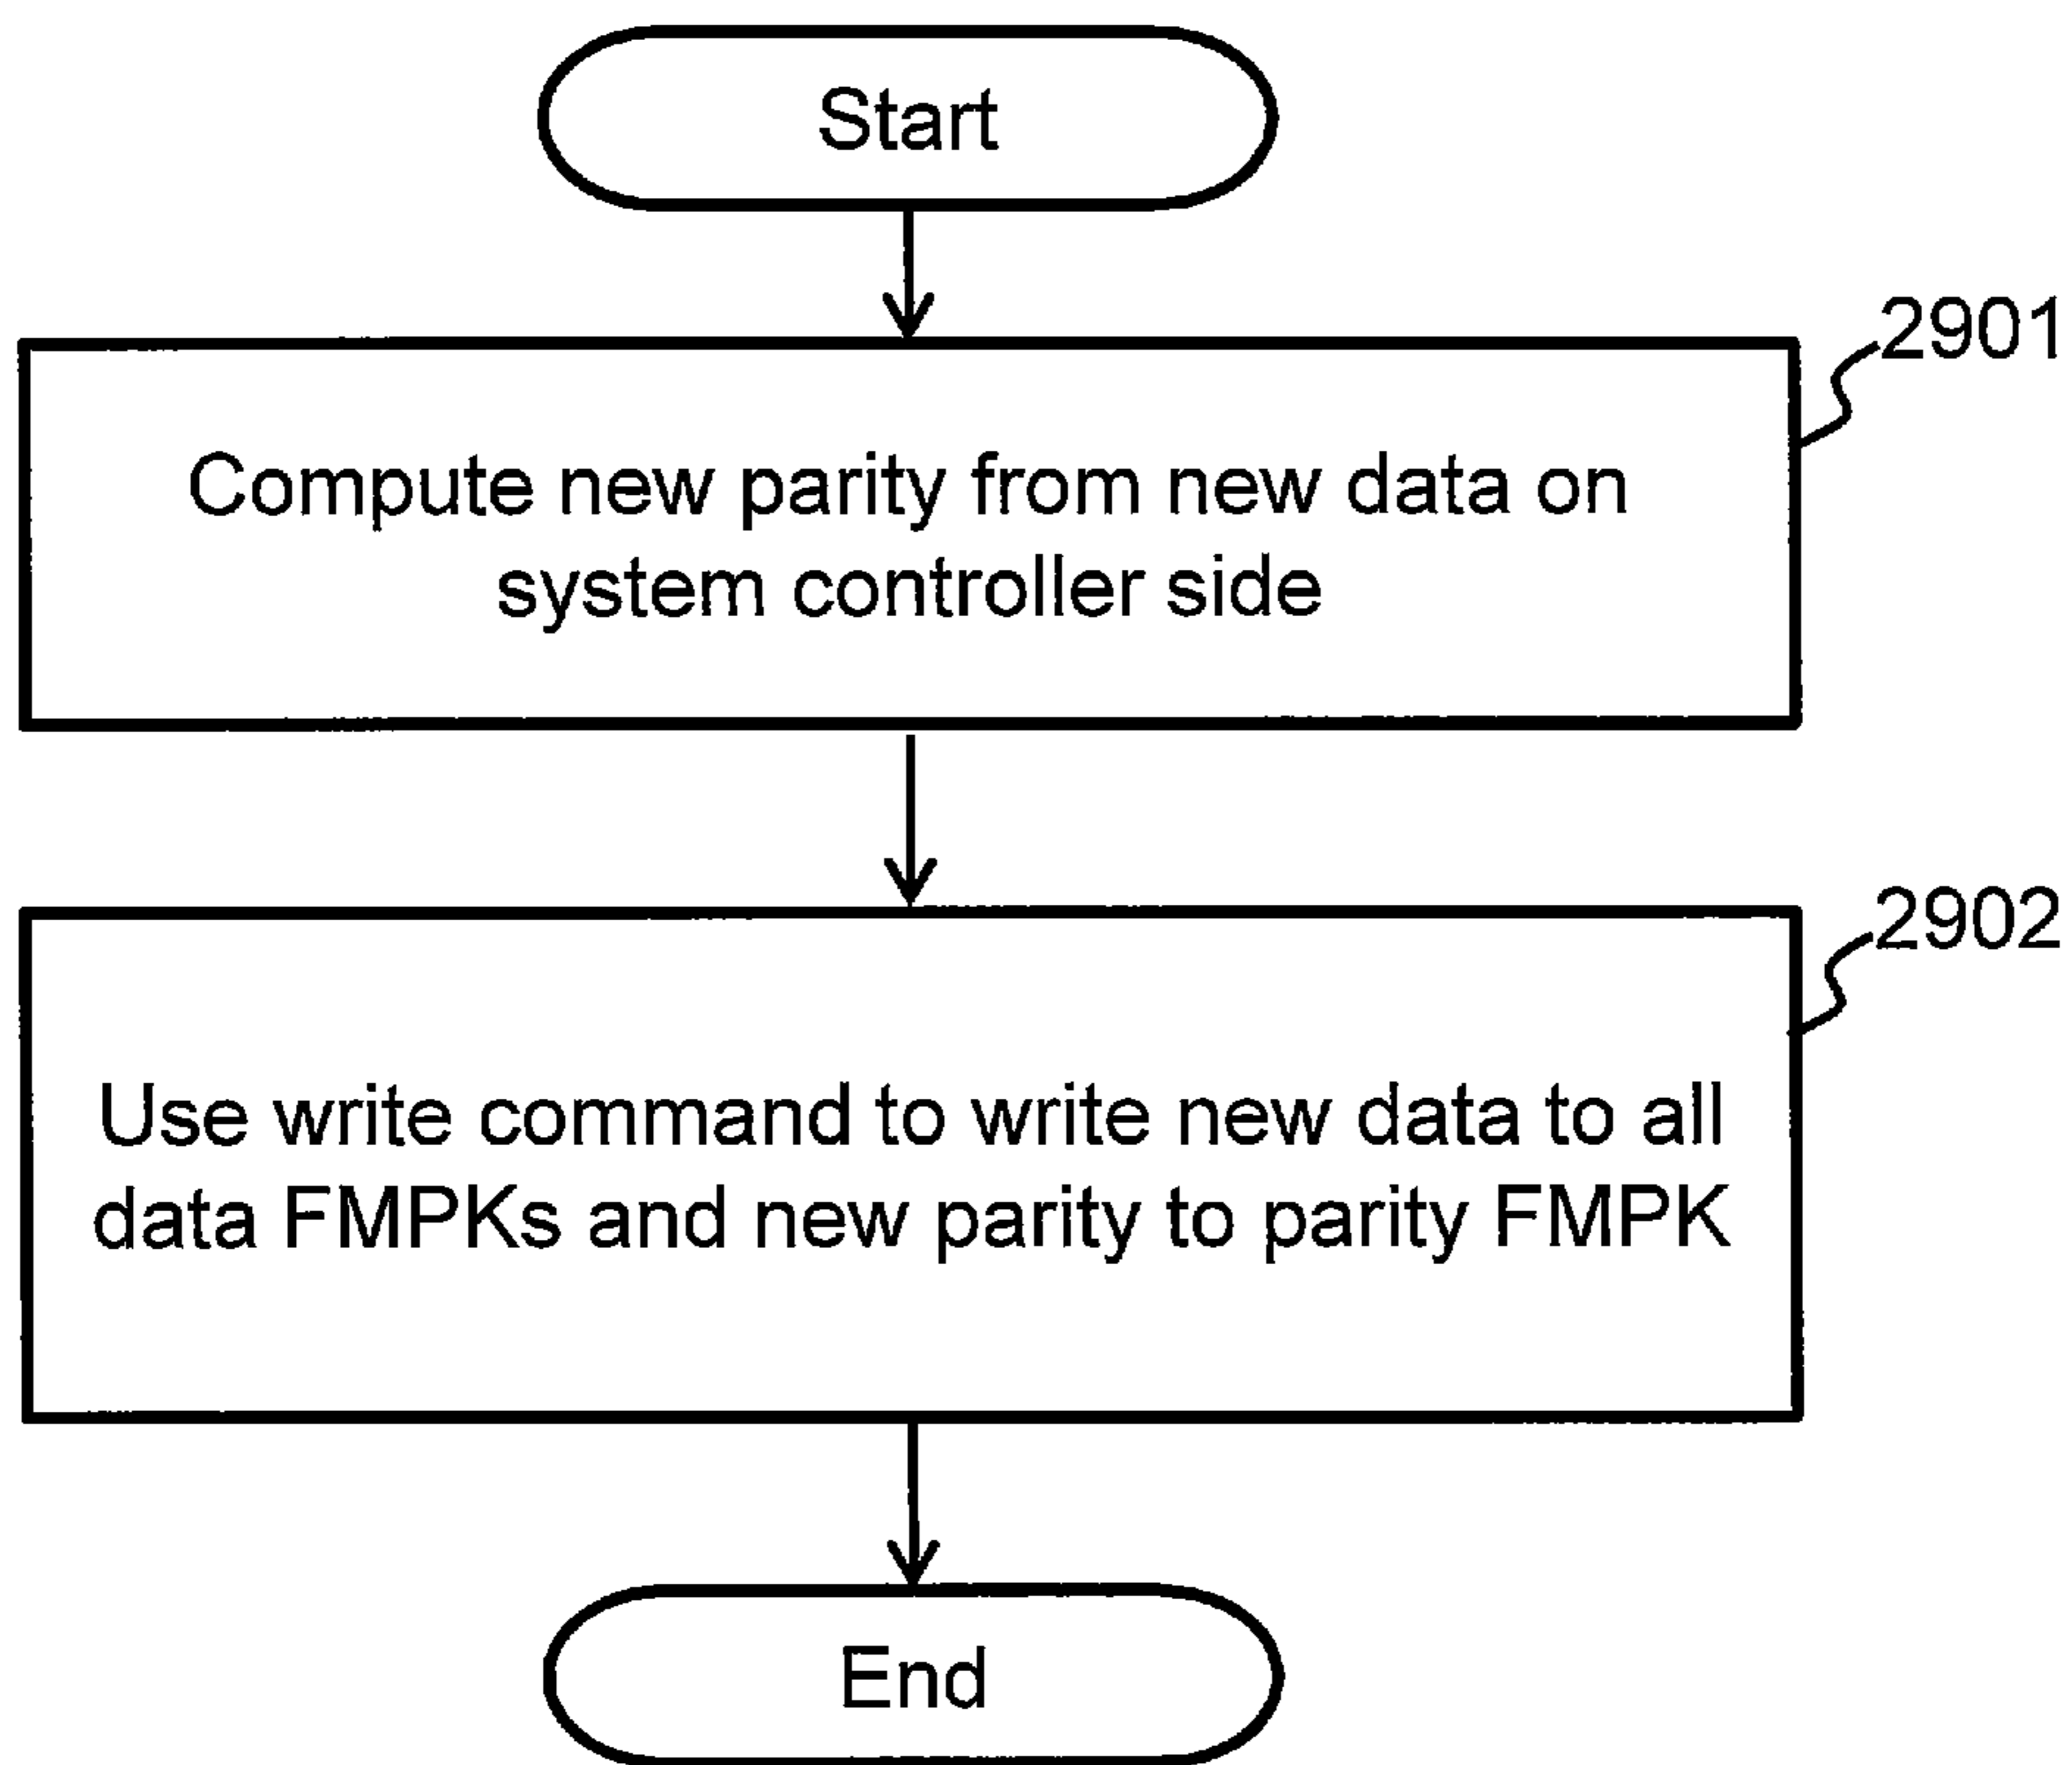 Start
2901
Compute new parity from new data on
system controller side
2902
Use write command to write new data to all
data FMPKs and new parity to parity FMPK
End